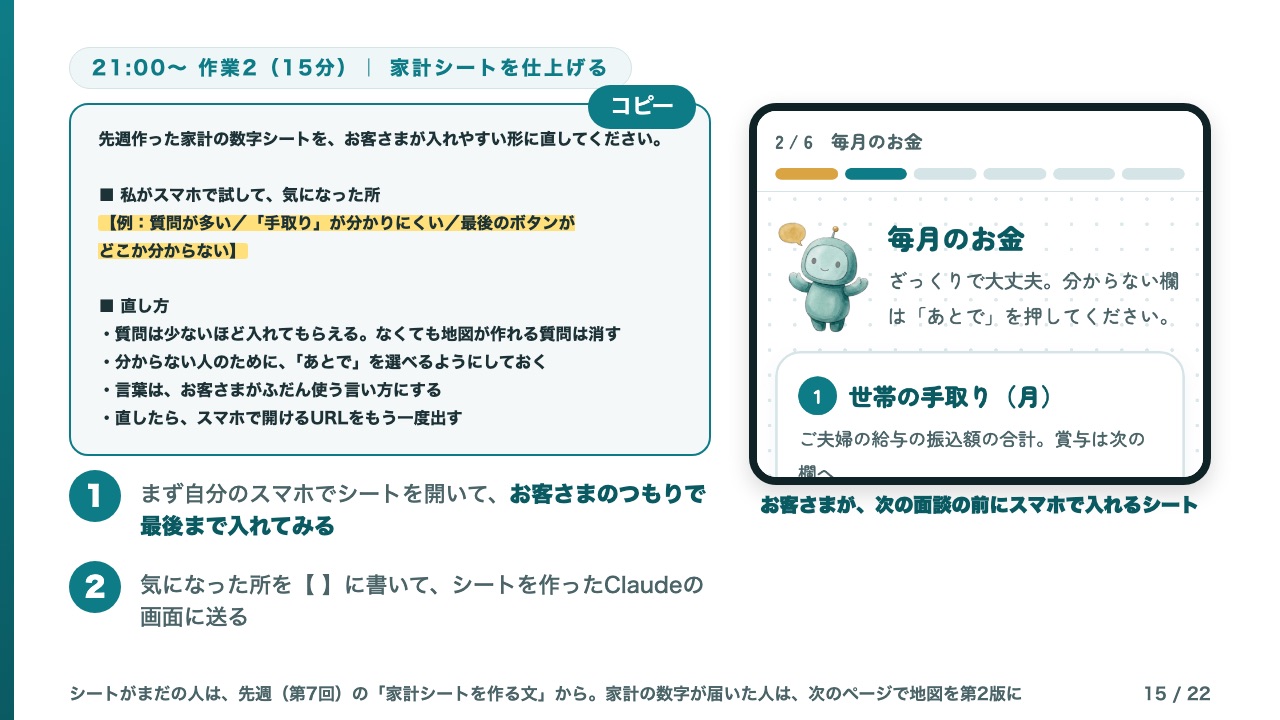 21:00〜 作業2（15分）｜ 家計シートを仕上げる
コピー
先週作った家計の数字シートを、お客さまが入れやすい形に直してください。
■ 私がスマホで試して、気になった所
【例：質問が多い／「手取り」が分かりにくい／最後のボタンが
どこか分からない】
■ 直し方
・質問は少ないほど入れてもらえる。なくても地図が作れる質問は消す
・分からない人のために、「あとで」を選べるようにしておく
・言葉は、お客さまがふだん使う言い方にする
・直したら、スマホで開けるURLをもう一度出す
1 まず自分のスマホでシートを開いて、お客さまのつもりで
最後まで入れてみる
2 気になった所を【 】に書いて、シートを作ったClaudeの
画面に送る
2 / 6 毎月のお金
毎月のお金
ざっくりで大丈夫。分からない欄
は「あとで」を押してください。
1 世帯の手取り（月）
ご夫婦の給与の振込額の合計。賞与は次の
欄へ
お客さまが、次の面談の前にスマホで入れるシート
シートがまだの人は、先週（第7回）の「家計シートを作る文」から。家計の数字が届いた人は、次のページで地図を第2版に
15 / 22